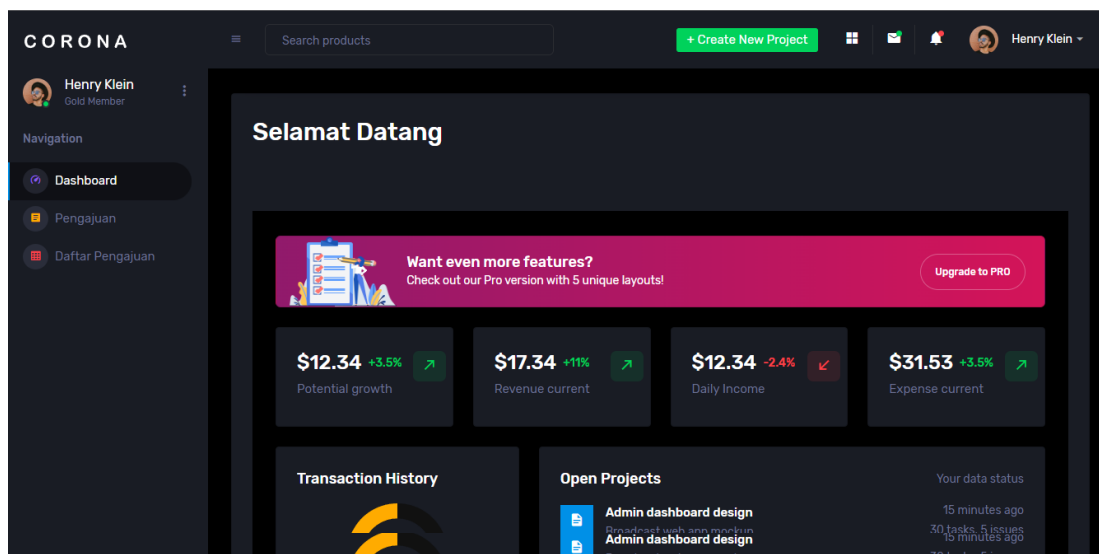 CORONA
Search products
+ Create New Project
Henry Klein
Henry Klein
Gold Member
Navigation
Dashboard
Pengajuan
Daftar Pengajuan
Selamat Datang
Want even more features?
Check out our Pro version with 5 unique layouts!
Upgrade to PRO
$12.34 +3.5%
Potential growth
$17.34 +11%
Revenue current
$12.34 -2.4%
Daily Income
$31.53 +3.5%
Expense current
Transaction History
Open Projects
Your data status
Admin dashboard design
15 minutes ago
Broadcast web app mockup
30 tasks, 5 issues
Admin dashboard design
15 minutes ago